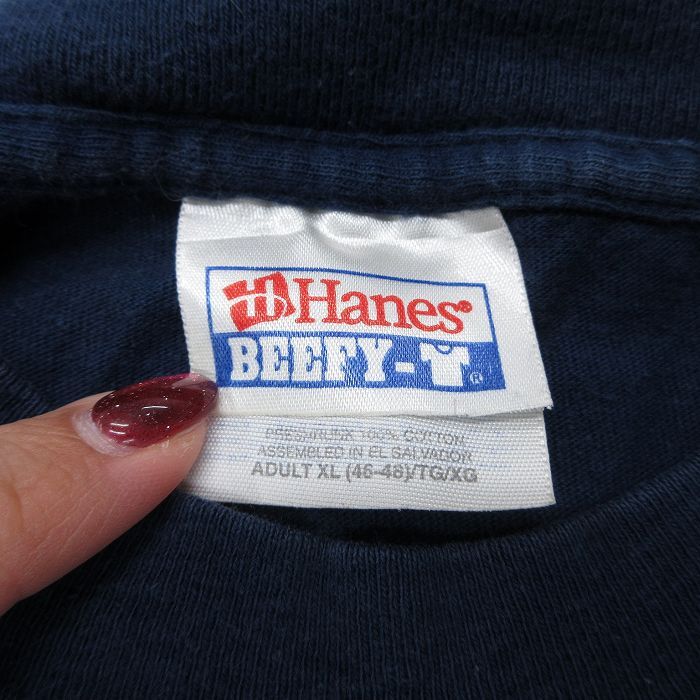 Hanes®
BEEFY-®
PRESHRUNK 100% COTTON
ASSEMBLED IN EL SALVADOR
ADULT XL (46-48)/TG/XG